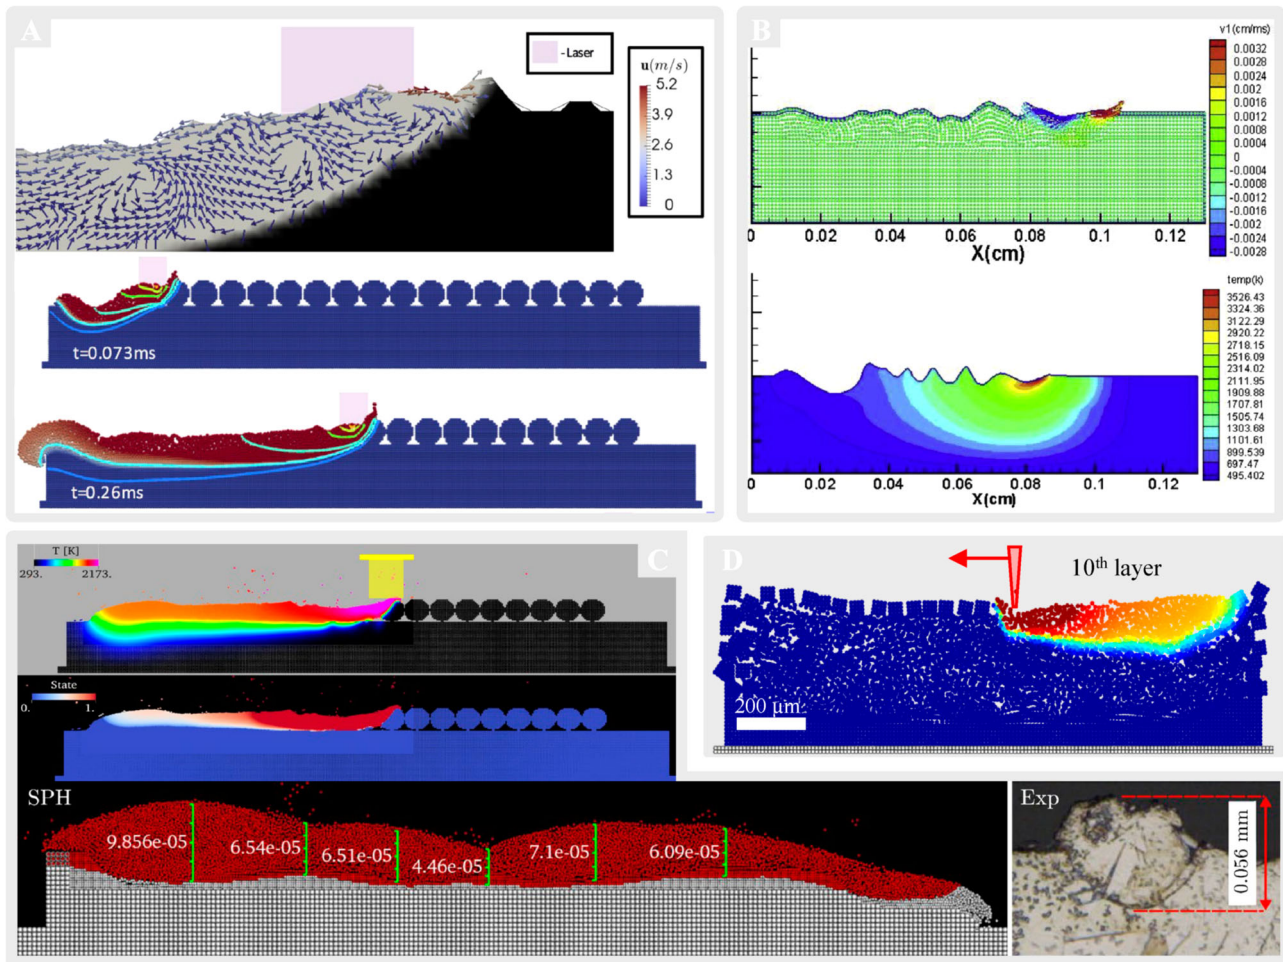 A
-Laser
u(m/s)
5.2
3.9
2.6
1.3
0
t=0.073ms
t=0.26ms
B
v1(cm/ms)
0.0032
0.0028
0.0024
0.002
0.0016
0.0012
0.0008
0.0004
0
-0.0004
-0.0008
-0.0012
-0.0016
-0.002
-0.0024
-0.0028
0 0.02 0.04 0.06 0.08 0.1 0.12
X(cm)
temp(k)
3526.43
3324.36
3122.29
2920.22
2718.15
2516.09
2314.02
2111.95
1909.88
1707.81
1505.74
1303.68
1101.61
899.539
697.47
495.402
0 0.02 0.04 0.06 0.08 0.1 0.12
X(cm)
C
T [K]
293. 2173.
State
0. 1.
SPH
9.856e-05
6.54e-05
6.51e-05
4.46e-05
7.1e-05
6.09e-05
Exp
0.056 mm
D
10th layer
200 µm